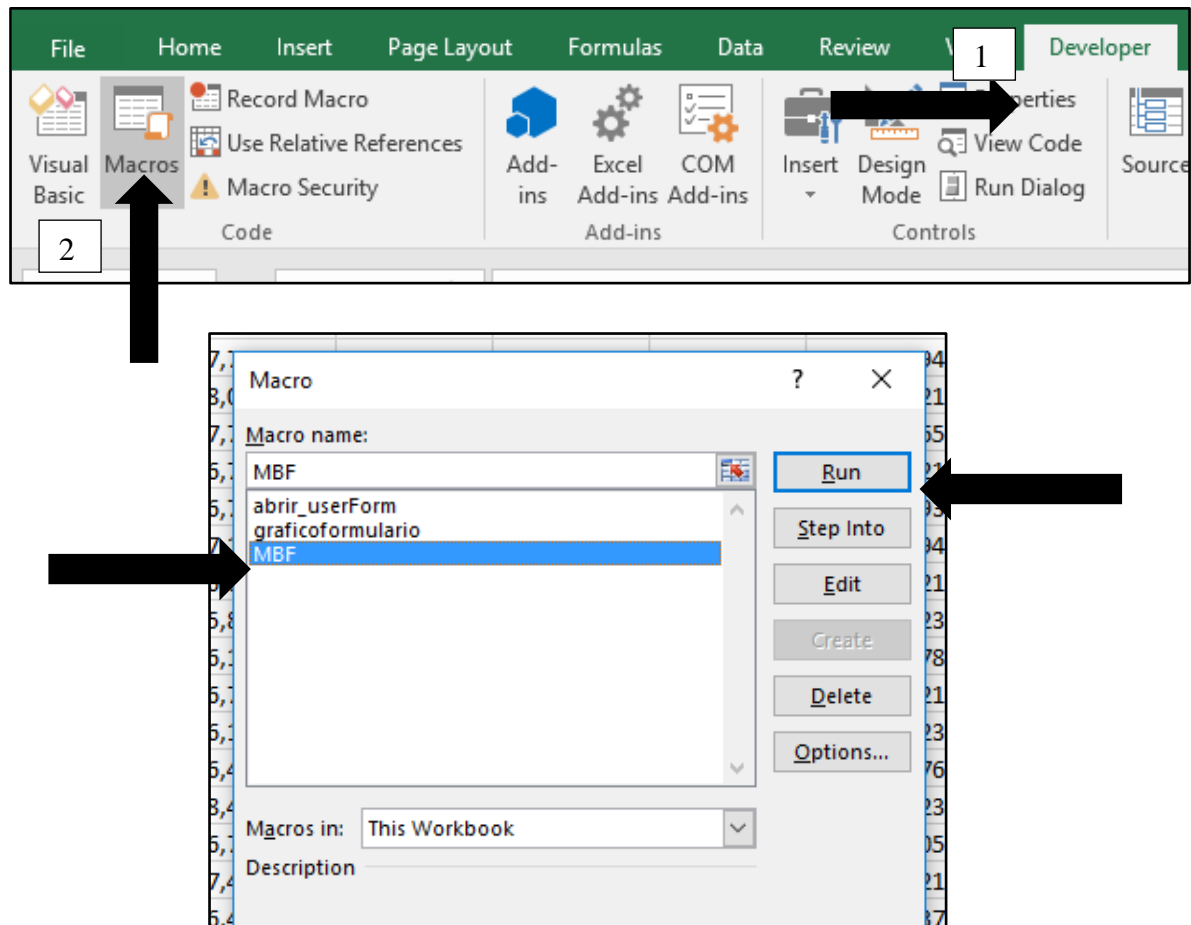 File Home Insert Page Layout Formulas Data Review 1 Developer
Record Macro
Use Relative References
Macro Security
Visual Basic
Macros
Code
Add-ins
Excel Add-ins
COM Add-ins
Add-ins
Insert
Design Mode
View Code
Run Dialog
Controls
Source
2
Macro ? X
Macro name:
MBF
Run
abrir_userForm
graficoformulario
MBF
Step Into
Edit
Create
Delete
Options...
Macros in: This Workbook
Description